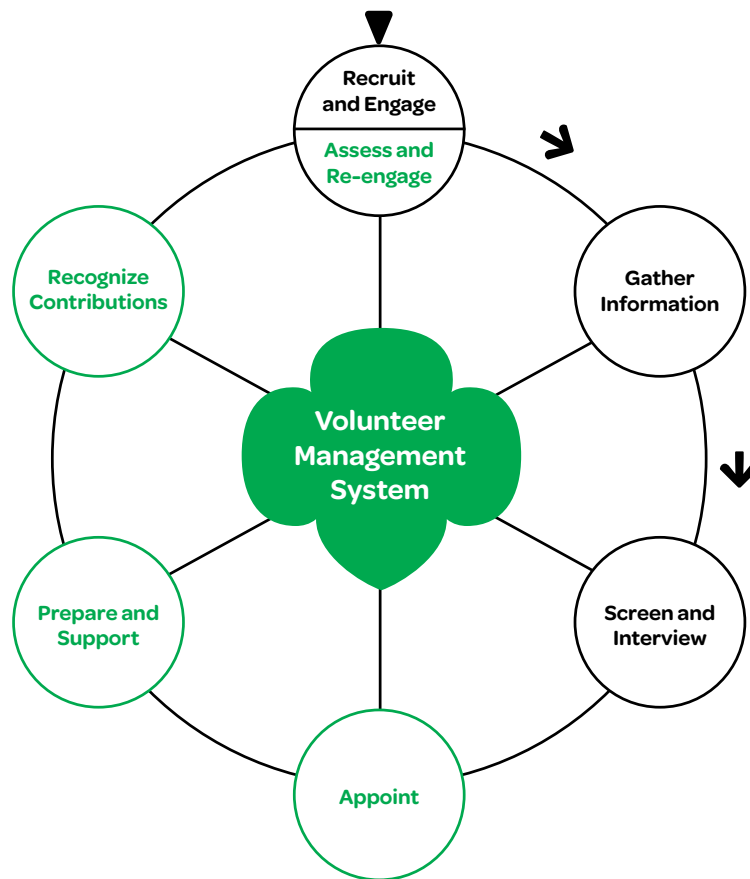 Recruit
and Engage
Assess and
Re-engage
Gather
Information
Screen and
Interview
Appoint
Prepare and
Support
Recognize
Contributions
Volunteer
Management
System